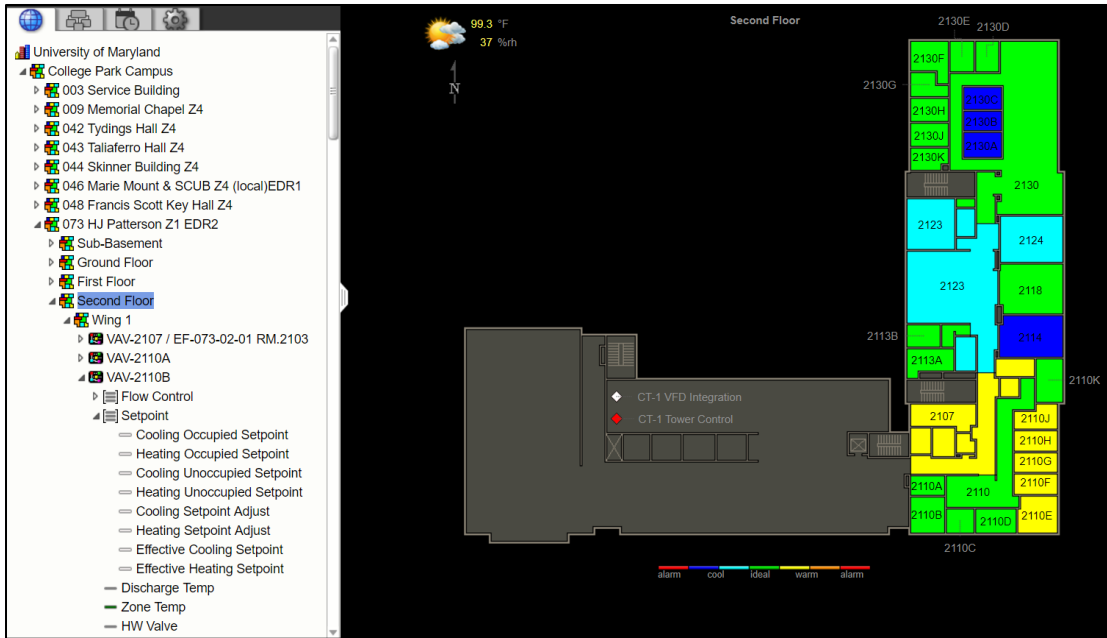 University of Maryland
College Park Campus
003 Service Building
009 Memorial Chapel Z4
042 Tydings Hall Z4
043 Taliaferro Hall Z4
044 Skinner Building Z4
046 Marie Mount & SCUB Z4 (local)EDR1
048 Francis Scott Key Hall Z4
073 HJ Patterson Z1 EDR2
Sub-Basement
Ground Floor
First Floor
Second Floor
Wing 1
VAV-2107 / EF-073-02-01 RM.2103
VAV-2110A
VAV-2110B
Flow Control
Setpoint
Cooling Occupied Setpoint
Heating Occupied Setpoint
Cooling Unoccupied Setpoint
Heating Unoccupied Setpoint
Cooling Setpoint Adjust
Heating Setpoint Adjust
Effective Cooling Setpoint
Effective Heating Setpoint
Discharge Temp
Zone Temp
HW Valve
99.3 °F
37 %rh
N
Second Floor
2130E
2130D
2130F
2130G
2130C
2130H
2130B
2130J
2130A
2130K
2130
2123
2124
2123
2118
2113B
2114
2113A
2110K
CT-1 VFD Integration
CT-1 Tower Control
2107
2110J
2110H
2110G
2110A
2110
2110F
2110B
2110D
2110E
2110C
alarm cool ideal warm alarm